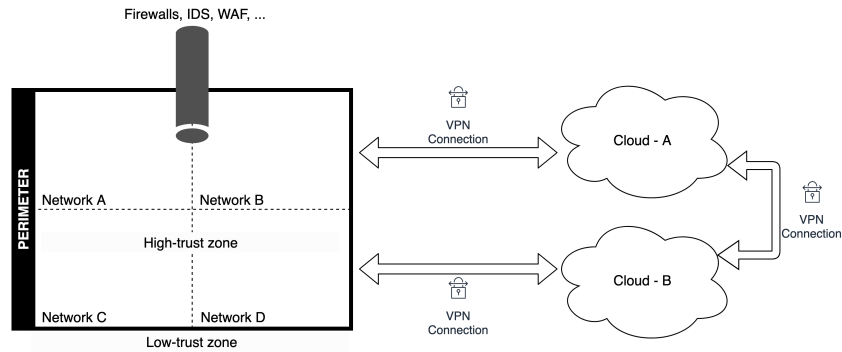 Firewalls, IDS, WAF, ...
PERIMETER
Network A
Network B
High-trust zone
Network C
Network D
Low-trust zone
VPN
Connection
Cloud - A
VPN
Connection
Cloud - B
VPN
Connection